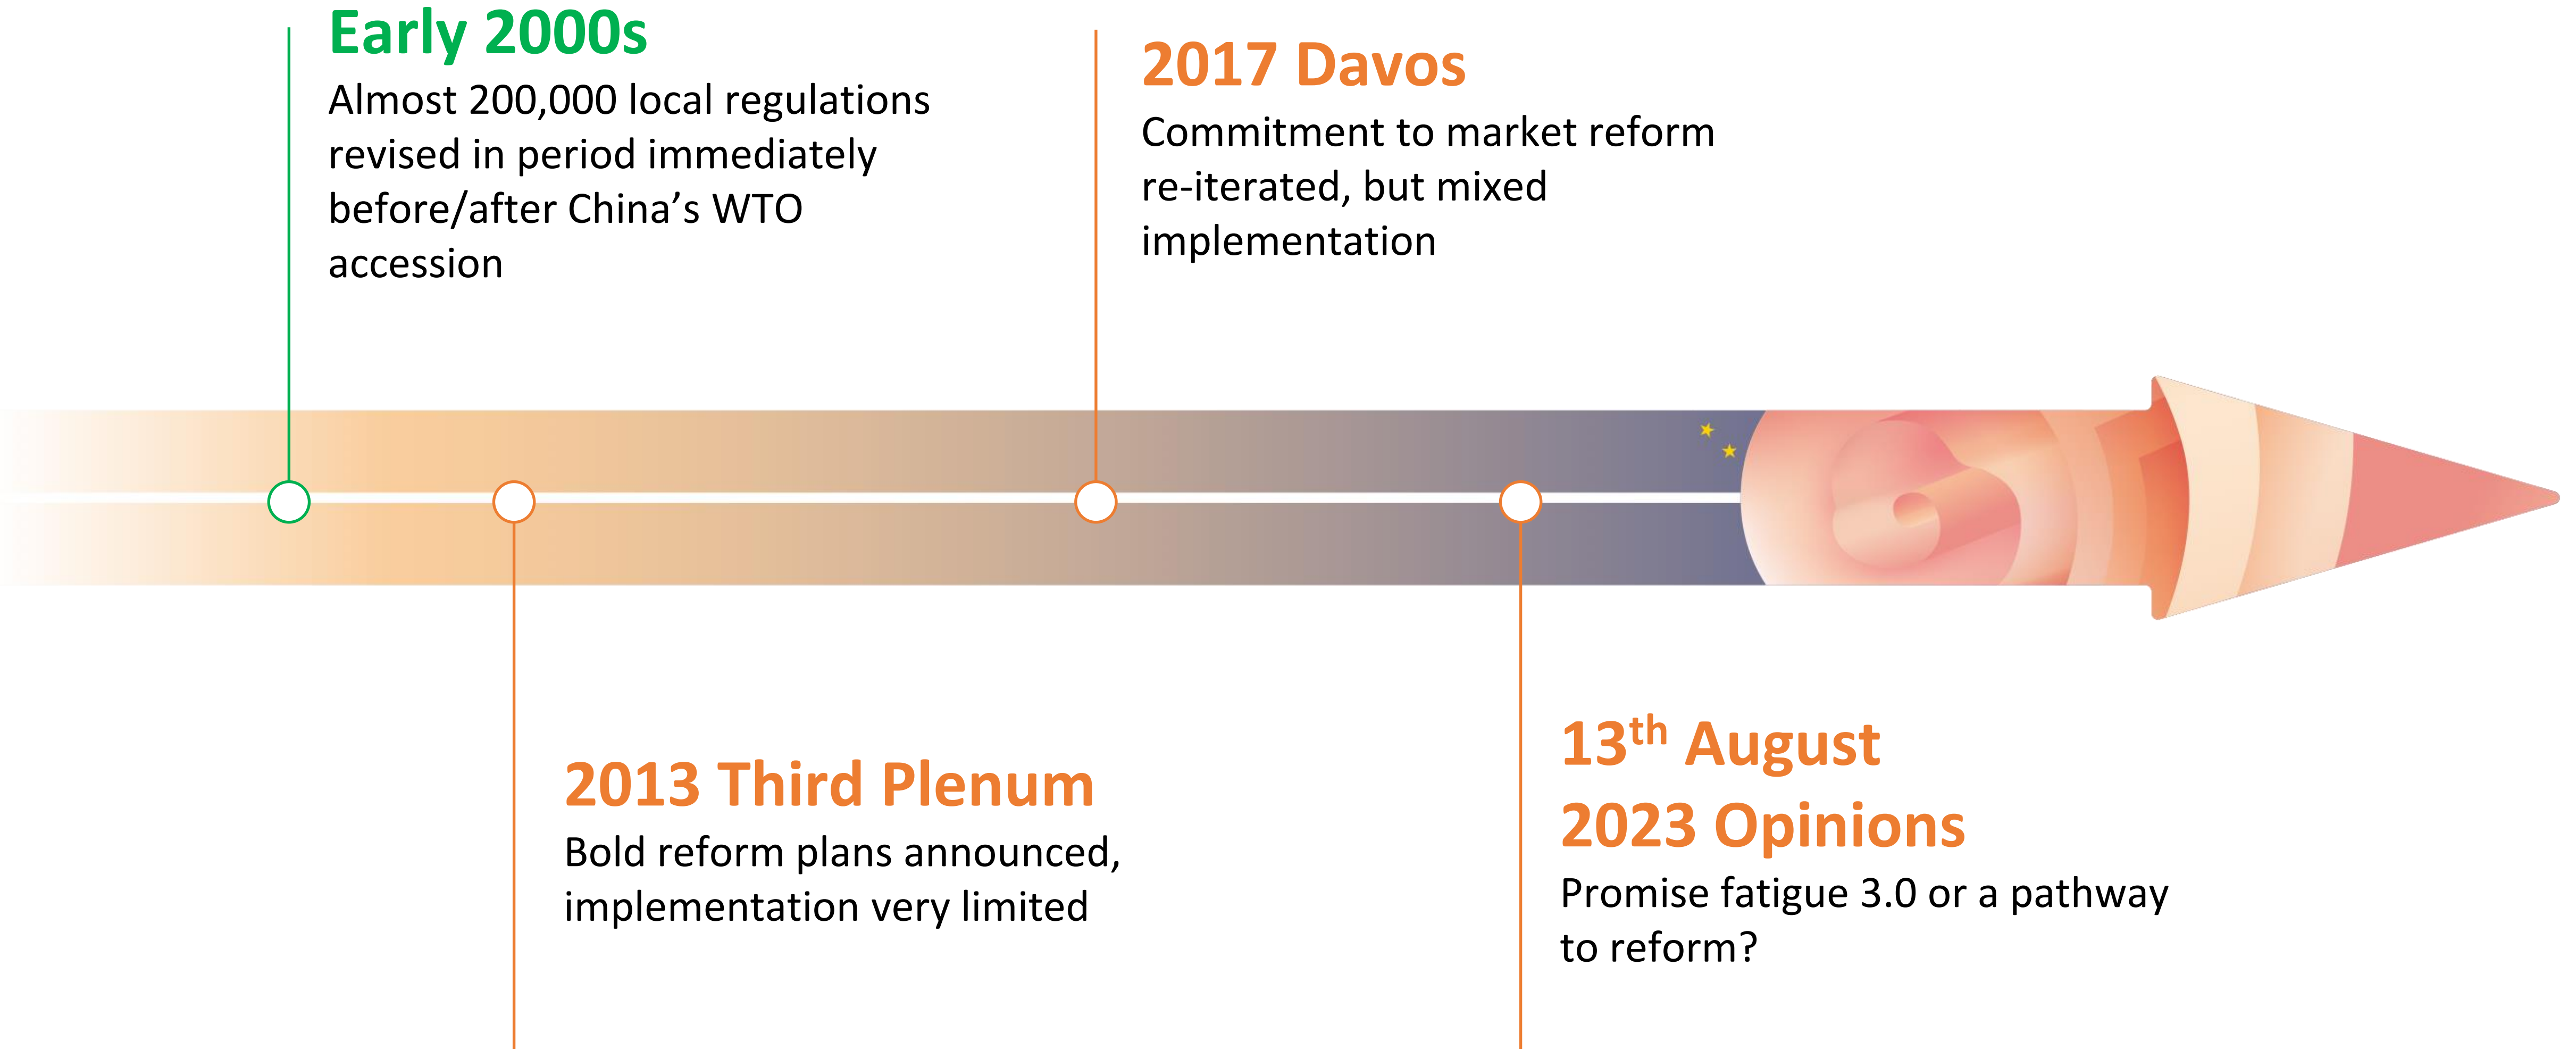 Early 2000s
Almost 200,000 local regulations
revised in period immediately
before/after China’s WTO
accession
2017 Davos
Commitment to market reform
re-iterated, but mixed
implementation
2013 Third Plenum
Bold reform plans announced,
implementation very limited
13th August
2023 Opinions
Promise fatigue 3.0 or a pathway
to reform?